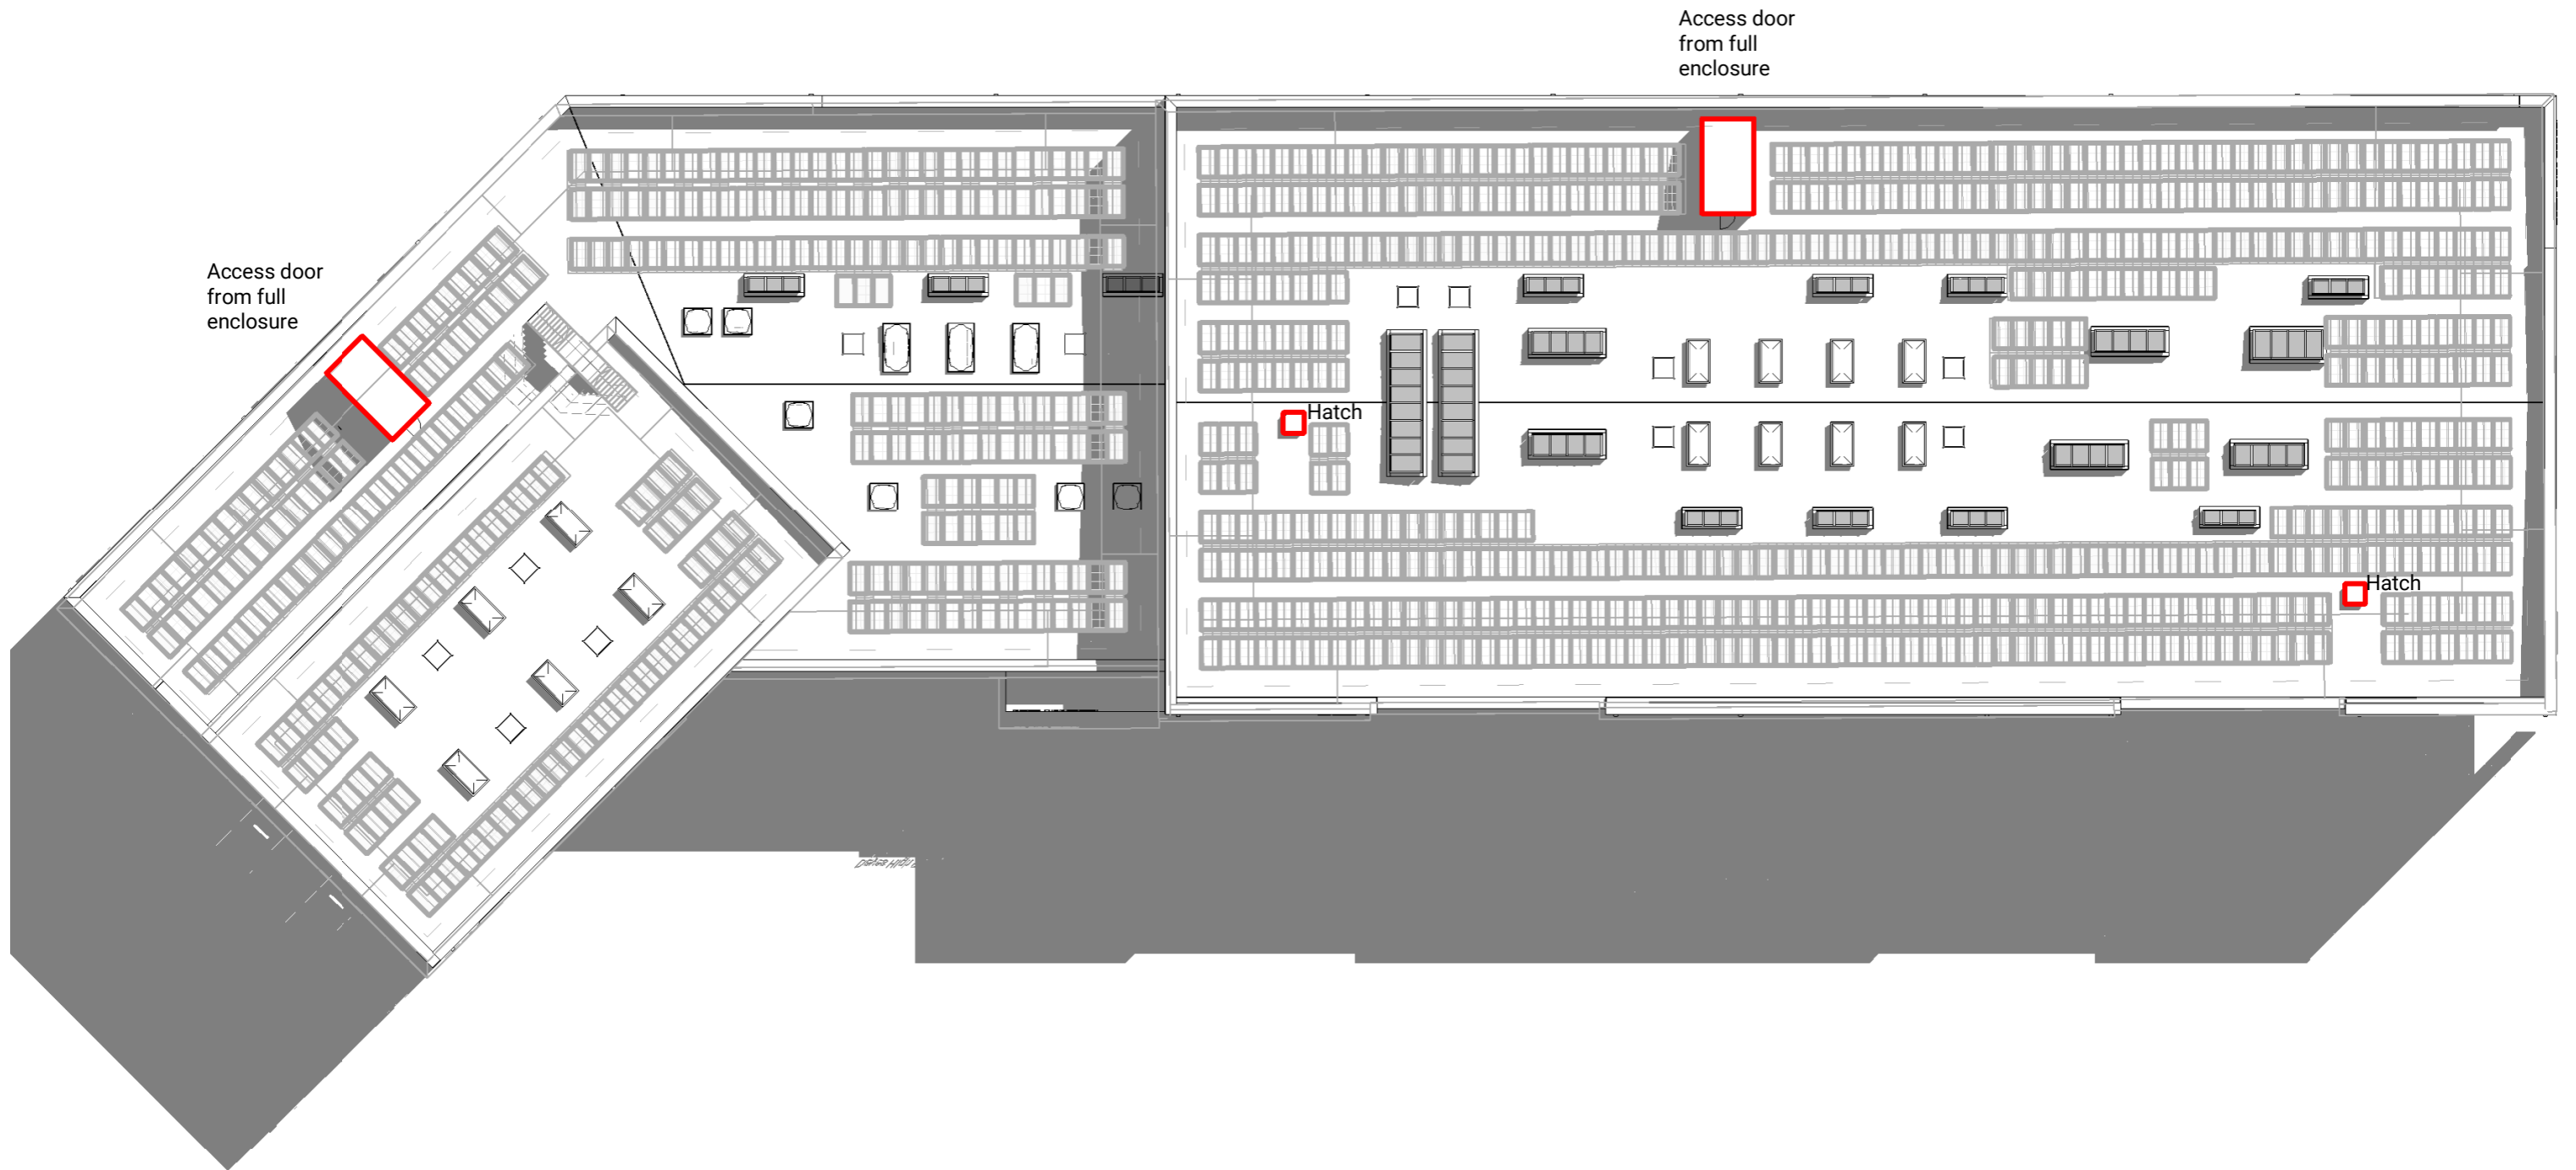 Access door
from full
enclosure
Access door
from full
enclosure
Hatch
Hatch